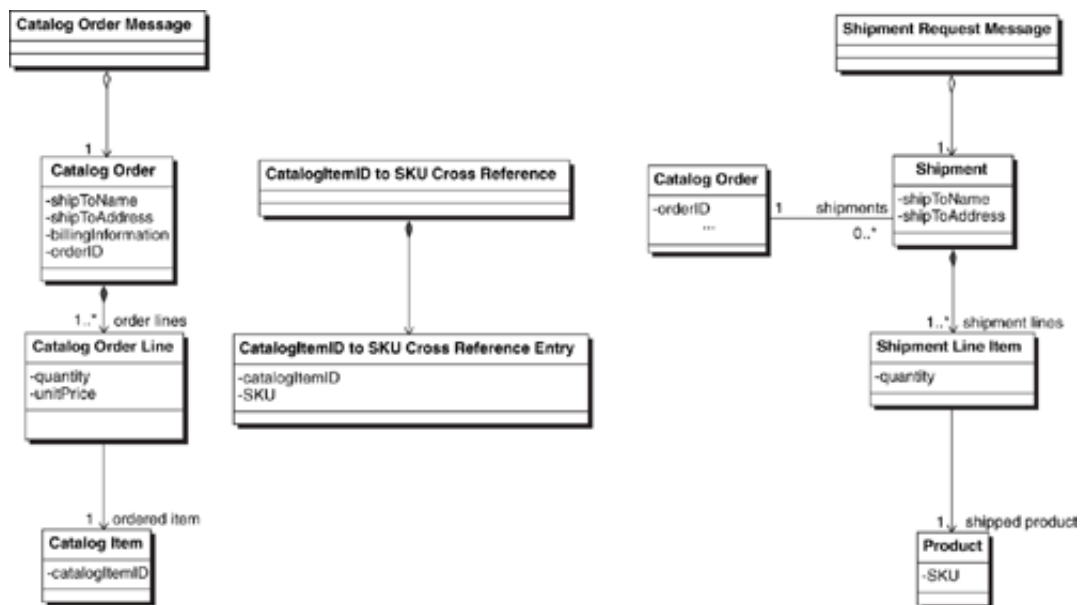 Catalog Order Message
1
Catalog Order
-shipToName
-shipToAddress
-billingInformation
-orderID
1..* order lines
Catalog Order Line
-quantity
-unitPrice
1 ordered item
Catalog Item
-catalogItemID
CatalogItemID to SKU Cross Reference
CatalogItemID to SKU Cross Reference Entry
-catalogItemID
-SKU
Shipment Request Message
1
Catalog Order
-orderID
...
1 shipments
0..*
Shipment
-shipToName
-shipToAddress
1..* shipment lines
Shipment Line Item
-quantity
1 shipped product
Product
-SKU